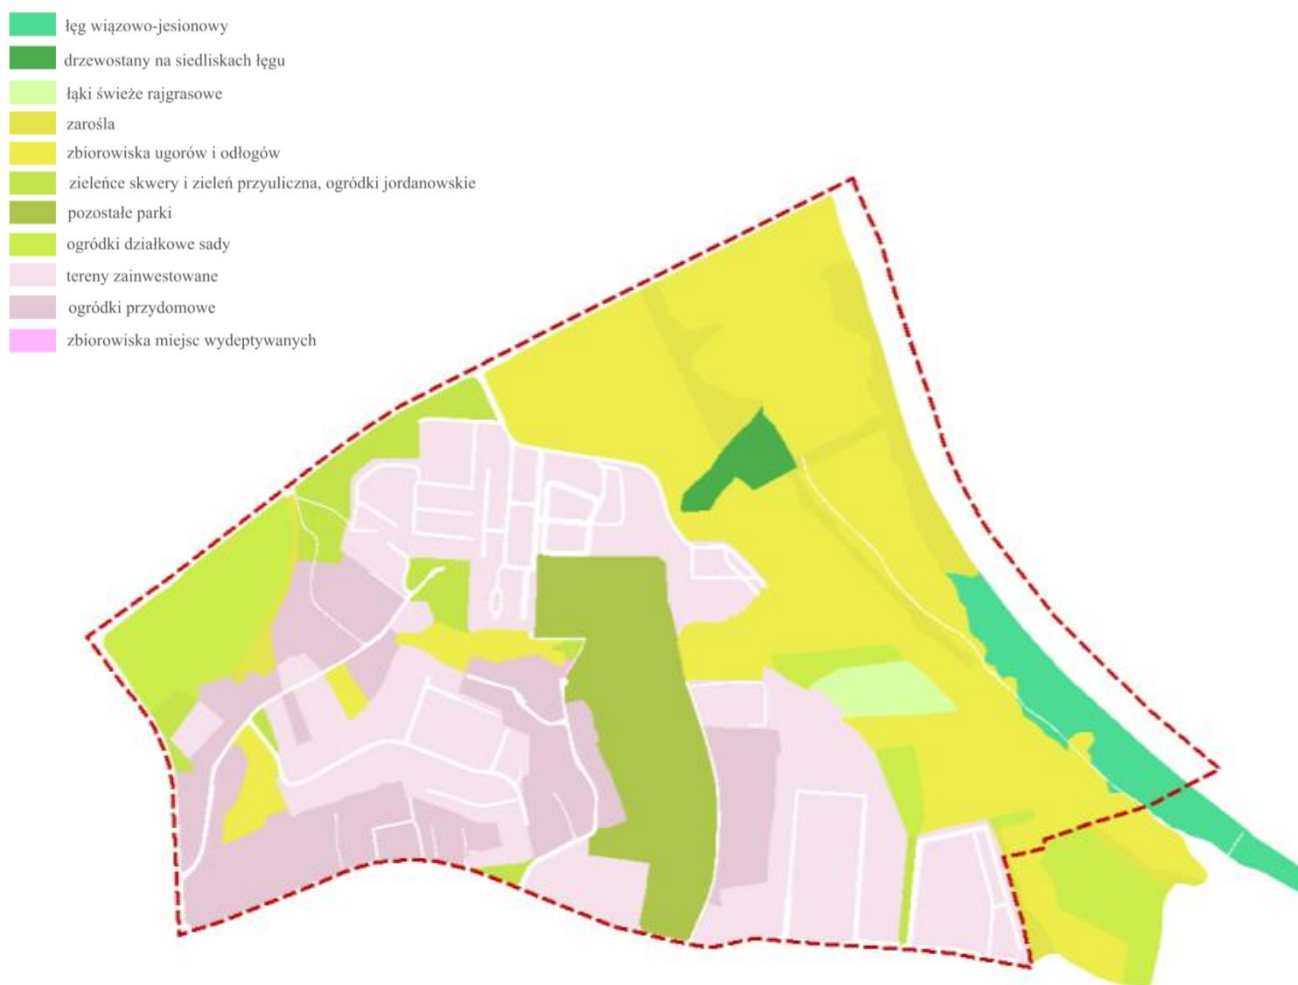 łęg wiązowo-jesionowy
drzewostany na siedliskach łęgu
łąki świeże rajgrasowe
zarośla
zbiorowiska ugorów i odłogów
zieleńce skwery i zieleń przyuliczna, ogródki jordanowskie
pozostałe parki
ogródki działkowe sady
tereny zainwestowane
ogródki przydomowe
zbiorowiska miejsc wydeptywanych